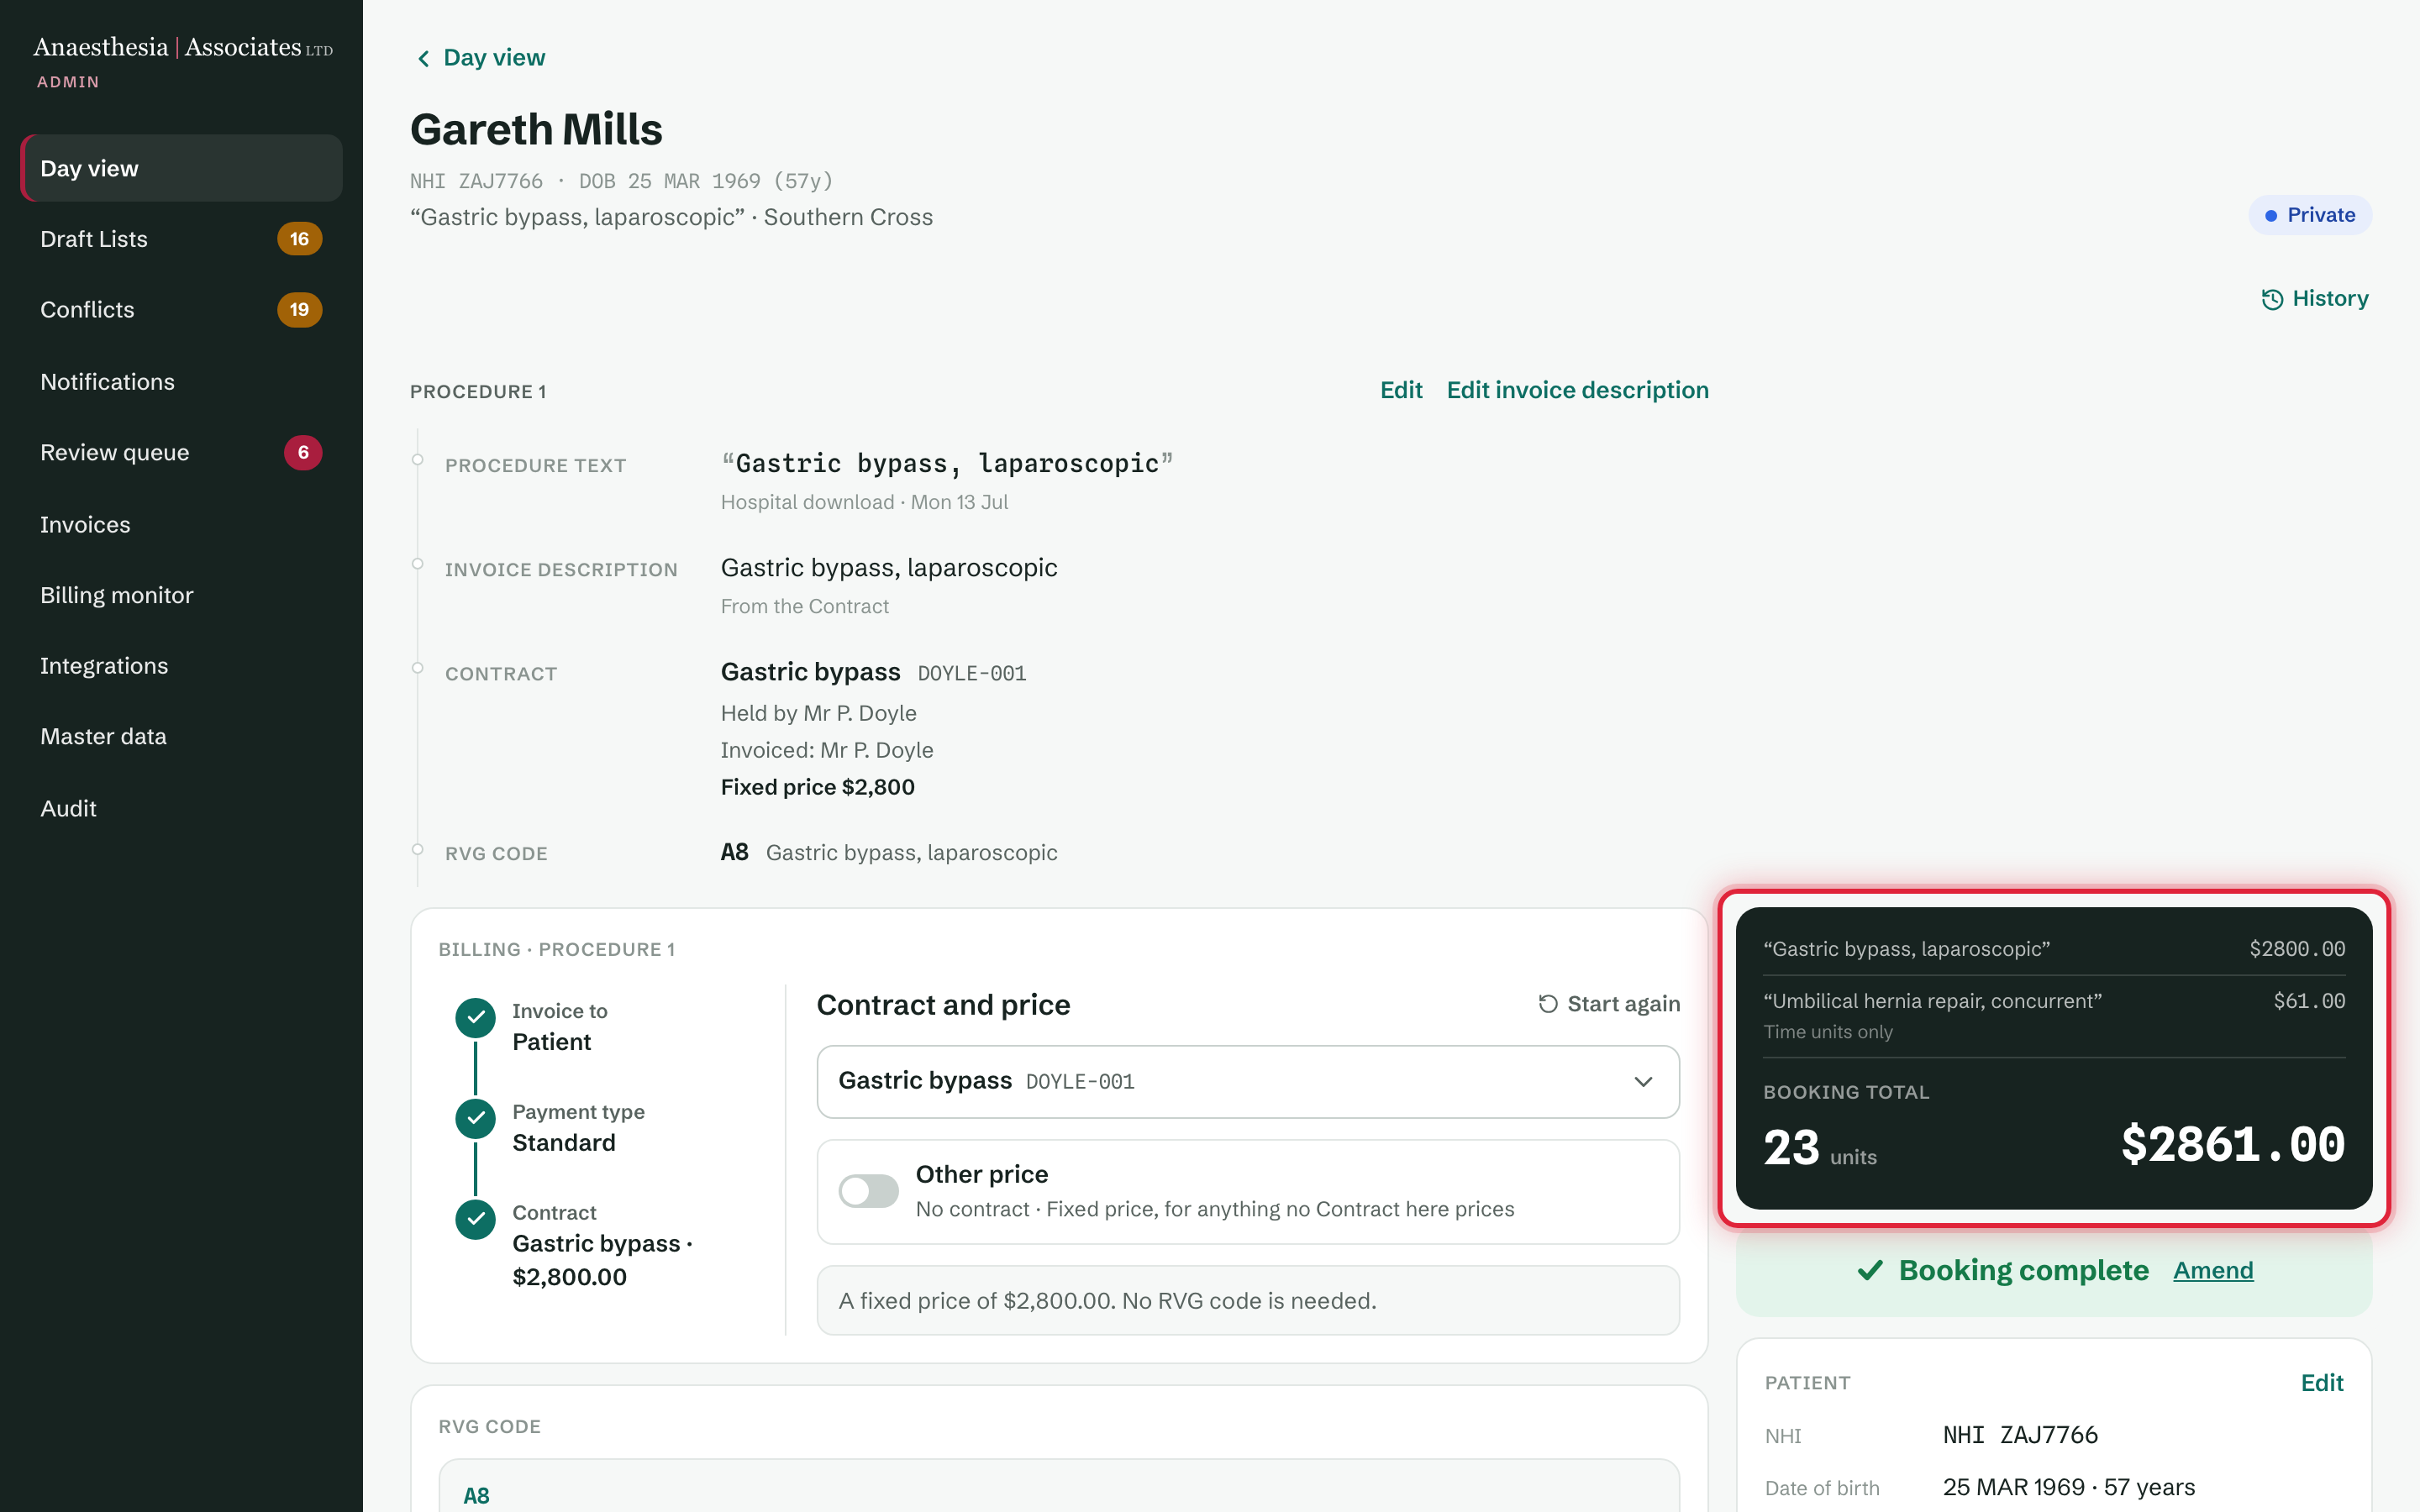 Anaesthesia | Associates LTD
ADMIN
Day view
Draft Lists 16
Conflicts 19
Notifications
Review queue 6
Invoices
Billing monitor
Integrations
Master data
Audit
Day view
Gareth Mills
NHI ZAJ7766 · DOB 25 MAR 1969 (57y)
“Gastric bypass, laparoscopic” · Southern Cross
Private
History
PROCEDURE 1 Edit Edit invoice description
PROCEDURE TEXT “Gastric bypass, laparoscopic”
Hospital download · Mon 13 Jul
INVOICE DESCRIPTION Gastric bypass, laparoscopic
From the Contract
CONTRACT Gastric bypass DOYLE-001
Held by Mr P. Doyle
Invoiced: Mr P. Doyle
Fixed price $2,800
RVG CODE A8 Gastric bypass, laparoscopic
BILLING · PROCEDURE 1
Invoice to
Patient
Payment type
Standard
Contract
Gastric bypass ·
$2,800.00
Contract and price Start again
Gastric bypass DOYLE-001
Other price
No contract · Fixed price, for anything no Contract here prices
A fixed price of $2,800.00. No RVG code is needed.
RVG CODE
A8
“Gastric bypass, laparoscopic” $2800.00
“Umbilical hernia repair, concurrent” $61.00
Time units only
BOOKING TOTAL
23 units $2861.00
Booking complete Amend
PATIENT Edit
NHI NHI ZAJ7766
Date of birth 25 MAR 1969 · 57 years